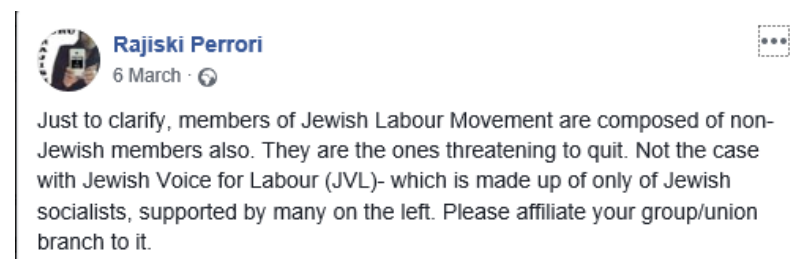 Rajiski Perrori
6 March ·
Just to clarify, members of Jewish Labour Movement are composed of non-
Jewish members also. They are the ones threatening to quit. Not the case
with Jewish Voice for Labour (JVL)- which is made up of only of Jewish
socialists, supported by many on the left. Please affiliate your group/union
branch to it.